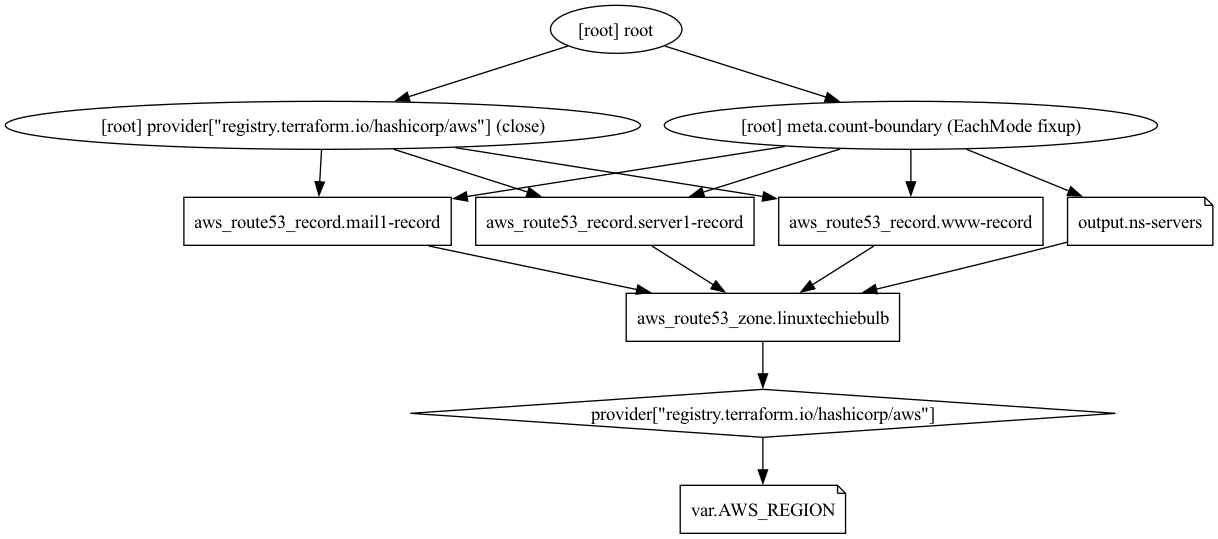 [root] root
[root] provider["registry.terraform.io/hashicorp/aws"] (close)
[root] meta.count-boundary (EachMode fixup)
aws_route53_record.mail1-record
aws_route53_record.server1-record
aws_route53_record.www-record
output.ns-servers
aws_route53_zone.linuxtechiebulb
provider["registry.terraform.io/hashicorp/aws"]
var.AWS_REGION